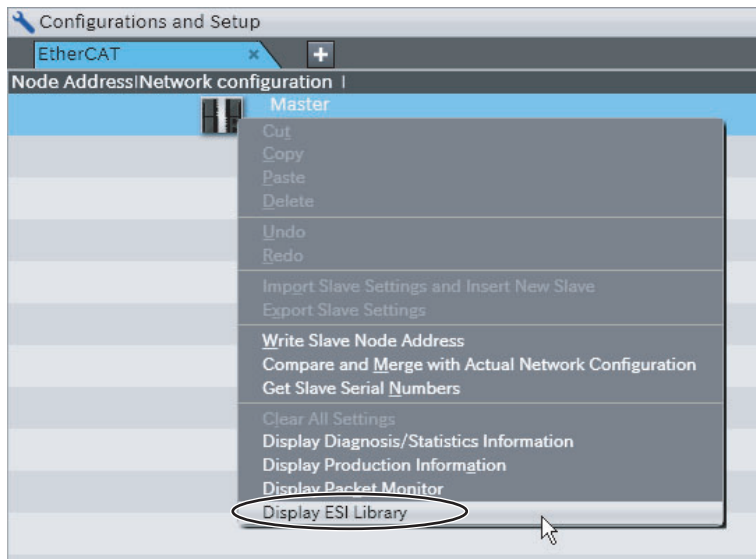 Configurations and Setup
EtherCAT
Node Address|Network configuration |
Master
Cut
Copy
Paste
Delete
Undo
Redo
Import Slave Settings and Insert New Slave
Export Slave Settings
Write Slave Node Address
Compare and Merge with Actual Network Configuration
Get Slave Serial Numbers
Clear All Settings
Display Diagnosis/Statistics Information
Display Production Information
Display Packet Monitor
Display ESI Library